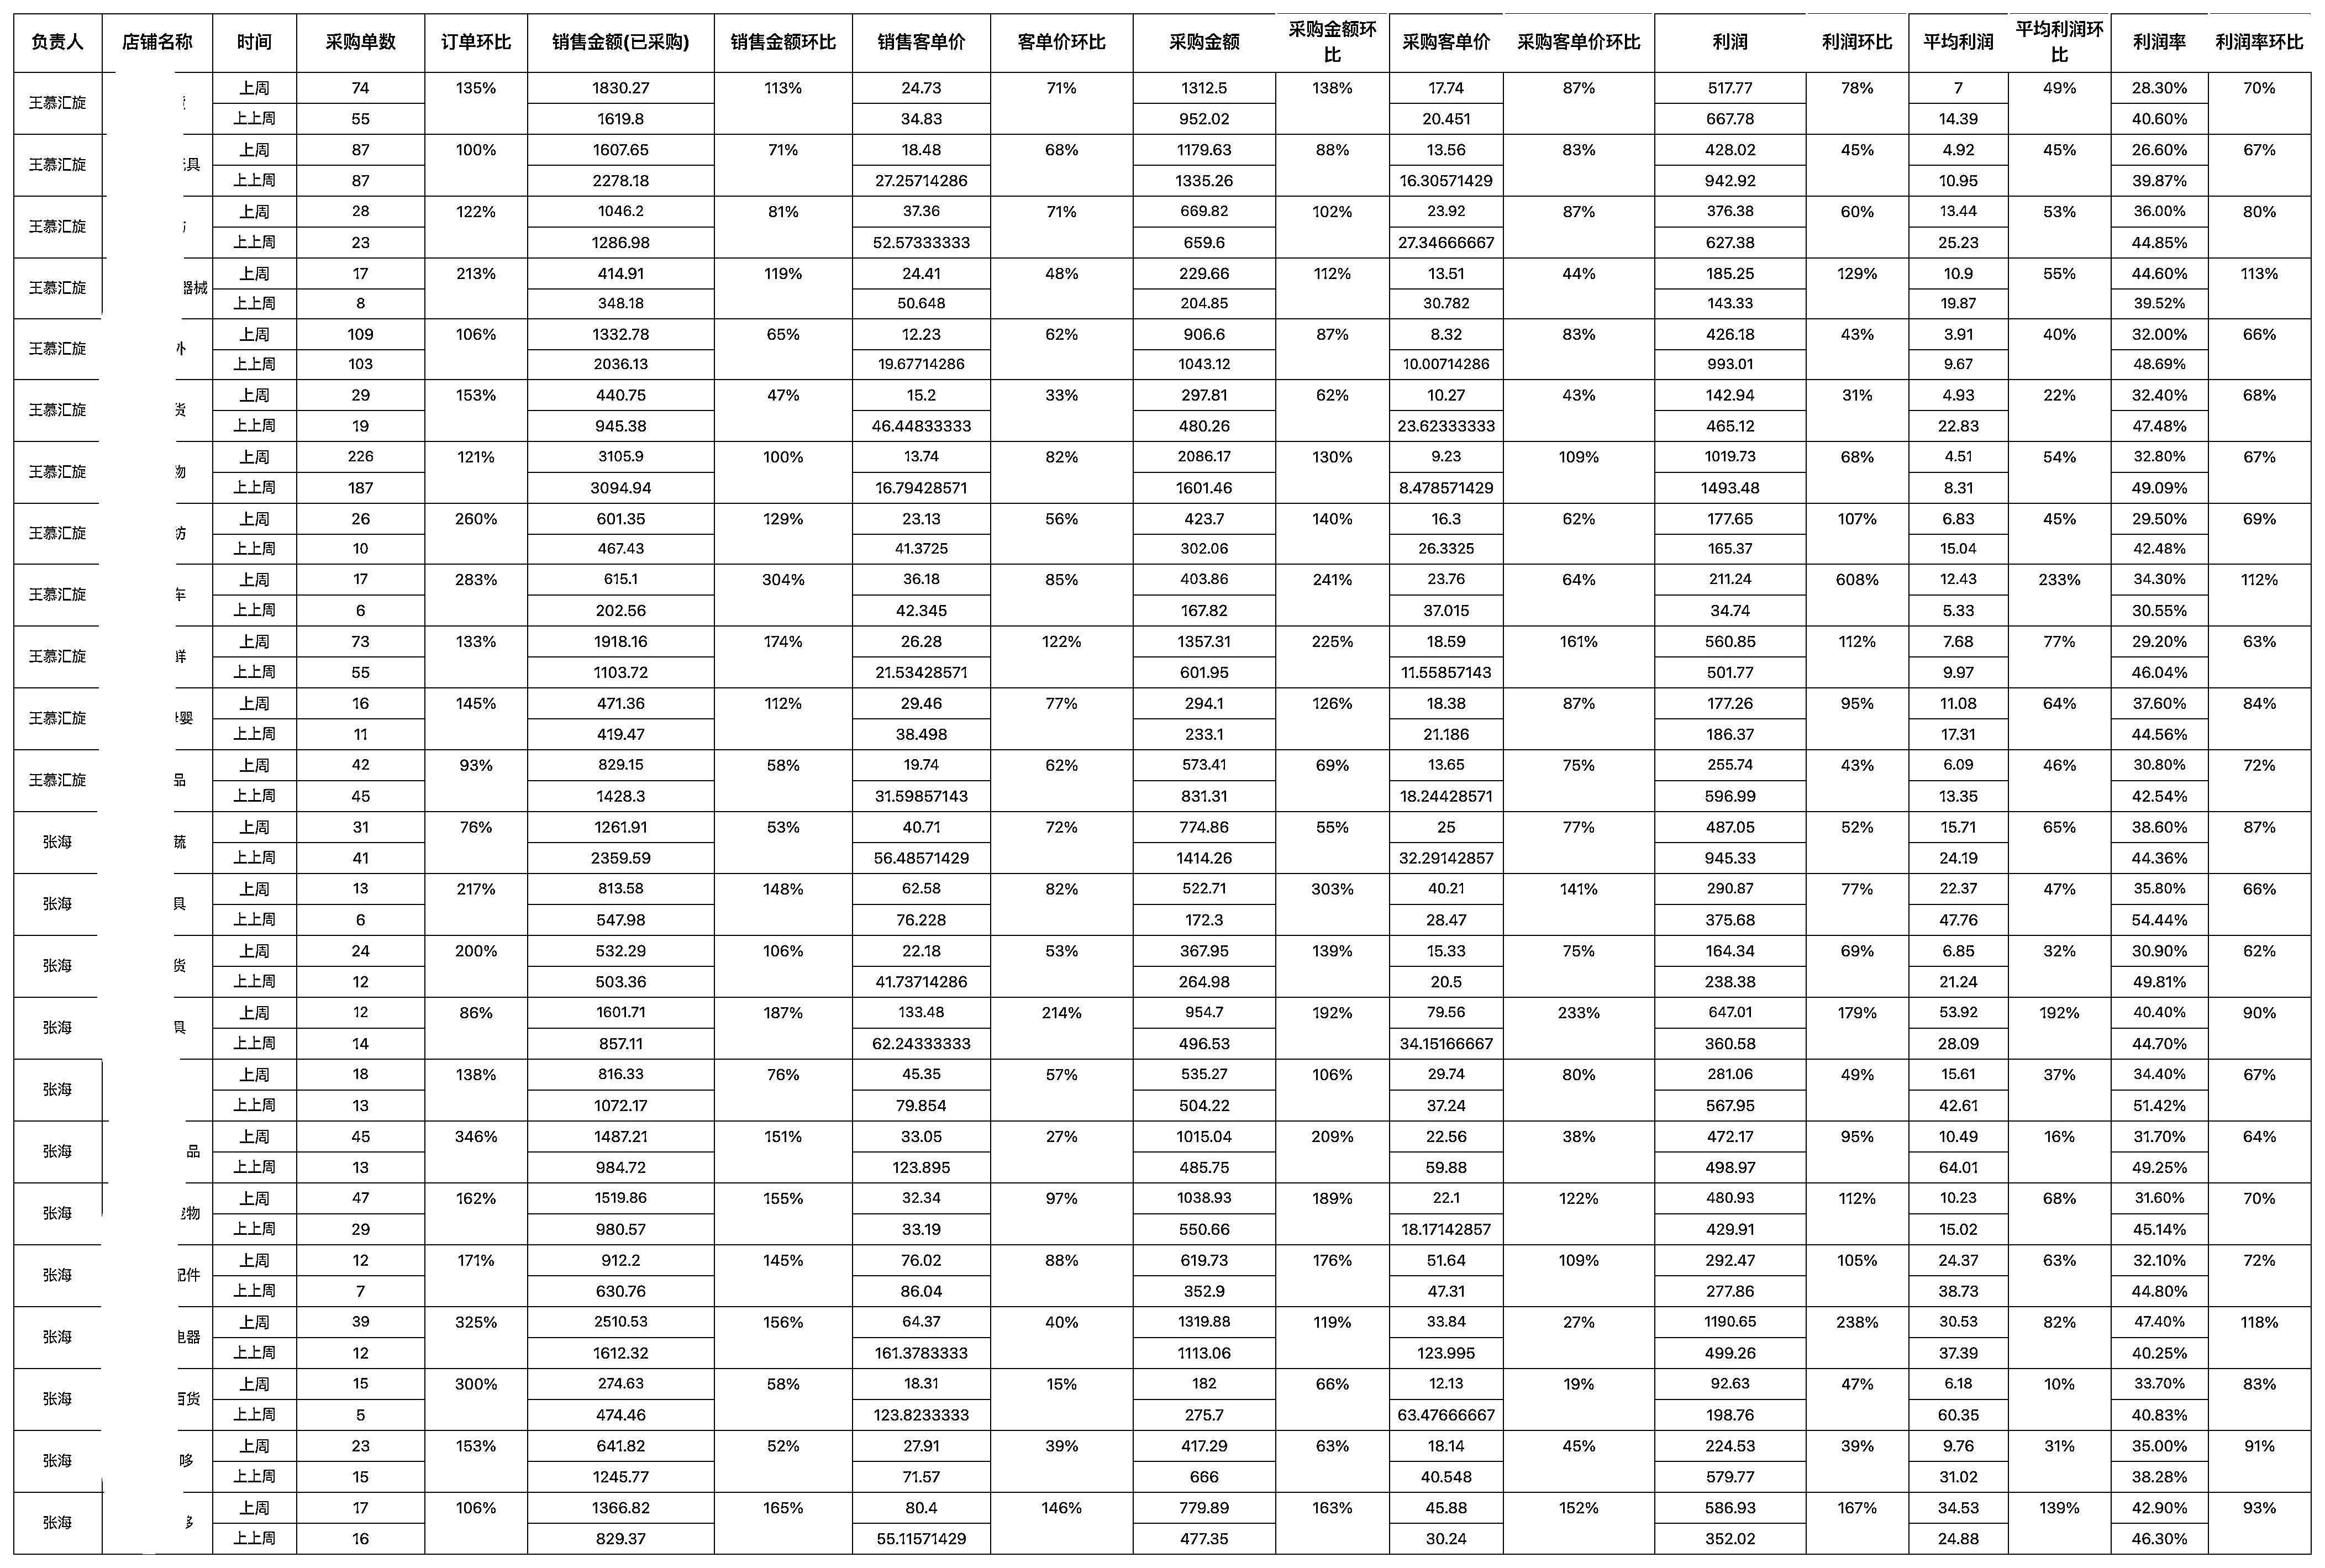 负责人 店铺名称 时间 采购单数 订单环比 销售金额(已采购) 销售金额环比 销售客单价 客单价环比 采购金额 采购金额环比 采购客单价 采购客单价环比 利润 利润环比 平均利润 平均利润环比 利润率 利润率环比
王慕汇旋 上周 74 135% 1830.27 113% 24.73 71% 1312.5 138% 17.74 87% 517.77 78% 7 49% 28.30% 70%
上上周 55 1619.8 34.83 952.02 20.451 667.78 14.39 40.60%
王慕汇旋 具 上周 87 100% 1607.65 71% 18.48 68% 1179.63 88% 13.56 83% 428.02 45% 4.92 45% 26.60% 67%
上上周 87 2278.18 27.25714286 1335.26 16.30571429 942.92 10.95 39.87%
王慕汇旋 上周 28 122% 1046.2 81% 37.36 71% 669.82 102% 23.92 87% 376.38 60% 13.44 53% 36.00% 80%
上上周 23 1286.98 52.57333333 659.6 27.34666667 627.38 25.23 44.85%
王慕汇旋 器械 上周 17 213% 414.91 119% 24.41 48% 229.66 112% 13.51 44% 185.25 129% 10.9 55% 44.60% 113%
上上周 8 348.18 50.648 204.85 30.782 143.33 19.87 39.52%
王慕汇旋 外 上周 109 106% 1332.78 65% 12.23 62% 906.6 87% 8.32 83% 426.18 43% 3.91 40% 32.00% 66%
上上周 103 2036.13 19.67714286 1043.12 10.00714286 993.01 9.67 48.69%
王慕汇旋 货 上周 29 153% 440.75 47% 15.2 33% 297.81 62% 10.27 43% 142.94 31% 4.93 22% 32.40% 68%
上上周 19 945.38 46.44833333 480.26 23.62333333 465.12 22.83 47.48%
王慕汇旋 物 上周 226 121% 3105.9 100% 13.74 82% 2086.17 130% 9.23 109% 1019.73 68% 4.51 54% 32.80% 67%
上上周 187 3094.94 16.79428571 1601.46 8.478571429 1493.48 8.31 49.09%
王慕汇旋 纺 上周 26 260% 601.35 129% 23.13 56% 423.7 140% 16.3 62% 177.65 107% 6.83 45% 29.50% 69%
上上周 10 467.43 41.3725 302.06 26.3325 165.37 15.04 42.48%
王慕汇旋 车 上周 17 283% 615.1 304% 36.18 85% 403.86 241% 23.76 64% 211.24 608% 12.43 233% 34.30% 112%
上上周 6 202.56 42.345 167.82 37.015 34.74 5.33 30.55%
王慕汇旋 鲜 上周 73 133% 1918.16 174% 26.28 122% 1357.31 225% 18.59 161% 560.85 112% 7.68 77% 29.20% 63%
上上周 55 1103.72 21.53428571 601.95 11.55857143 501.77 9.97 46.04%
王慕汇旋 婴 上周 16 145% 471.36 112% 29.46 77% 294.1 126% 18.38 87% 177.26 95% 11.08 64% 37.60% 84%
上上周 11 419.47 38.498 233.1 21.186 186.37 17.31 44.56%
王慕汇旋 品 上周 42 93% 829.15 58% 19.74 62% 573.41 69% 13.65 75% 255.74 43% 6.09 46% 30.80% 72%
上上周 45 1428.3 31.59857143 831.31 18.24428571 596.99 13.35 42.54%
张海 蔬 上周 31 76% 1261.91 53% 40.71 72% 774.86 55% 25 77% 487.05 52% 15.71 65% 38.60% 87%
上上周 41 2359.59 56.48571429 1414.26 32.29142857 945.33 24.19 44.36%
张海 具 上周 13 217% 813.58 148% 62.58 82% 522.71 303% 40.21 141% 290.87 77% 22.37 47% 35.80% 66%
上上周 6 547.98 76.228 172.3 28.47 375.68 47.76 54.44%
张海 货 上周 24 200% 532.29 106% 22.18 53% 367.95 139% 15.33 75% 164.34 69% 6.85 32% 30.90% 62%
上上周 12 503.36 41.73714286 264.98 20.5 238.38 21.24 49.81%
张海 具 上周 12 86% 1601.71 187% 133.48 214% 954.7 192% 79.56 233% 647.01 179% 53.92 192% 40.40% 90%
上上周 14 857.11 62.24333333 496.53 34.15166667 360.58 28.09 44.70%
张海 上周 18 138% 816.33 76% 45.35 57% 535.27 106% 29.74 80% 281.06 49% 15.61 37% 34.40% 67%
上上周 13 1072.17 79.854 504.22 37.24 567.95 42.61 51.42%
张海 品 上周 45 346% 1487.21 151% 33.05 27% 1015.04 209% 22.56 38% 472.17 95% 10.49 16% 31.70% 64%
上上周 13 984.72 123.895 485.75 59.88 498.97 64.01 49.25%
张海 宠物 上周 47 162% 1519.86 155% 32.34 97% 1038.93 189% 22.1 122% 480.93 112% 10.23 68% 31.60% 70%
上上周 29 980.57 33.19 550.66 18.17142857 429.91 15.02 45.14%
张海 配件 上周 12 171% 912.2 145% 76.02 88% 619.73 176% 51.64 109% 292.47 105% 24.37 63% 32.10% 72%
上上周 7 630.76 86.04 352.9 47.31 277.86 38.73 44.80%
张海 电器 上周 39 325% 2510.53 156% 64.37 40% 1319.88 119% 33.84 27% 1190.65 238% 30.53 82% 47.40% 118%
上上周 12 1612.32 161.3783333 1113.06 123.995 499.26 37.39 40.25%
张海 百货 上周 15 300% 274.63 58% 18.31 15% 182 66% 12.13 19% 92.63 47% 6.18 10% 33.70% 83%
上上周 5 474.46 123.8233333 275.7 63.47666667 198.76 60.35 40.83%
张海 哆 上周 23 153% 641.82 52% 27.91 39% 417.29 63% 18.14 45% 224.53 39% 9.76 31% 35.00% 91%
上上周 15 1245.77 71.57 666 40.548 579.77 31.02 38.28%
张海 上周 17 106% 1366.82 165% 80.4 146% 779.89 163% 45.88 152% 586.93 167% 34.53 139% 42.90% 93%
上上周 16 829.37 55.11571429 477.35 30.24 352.02 24.88 46.30%